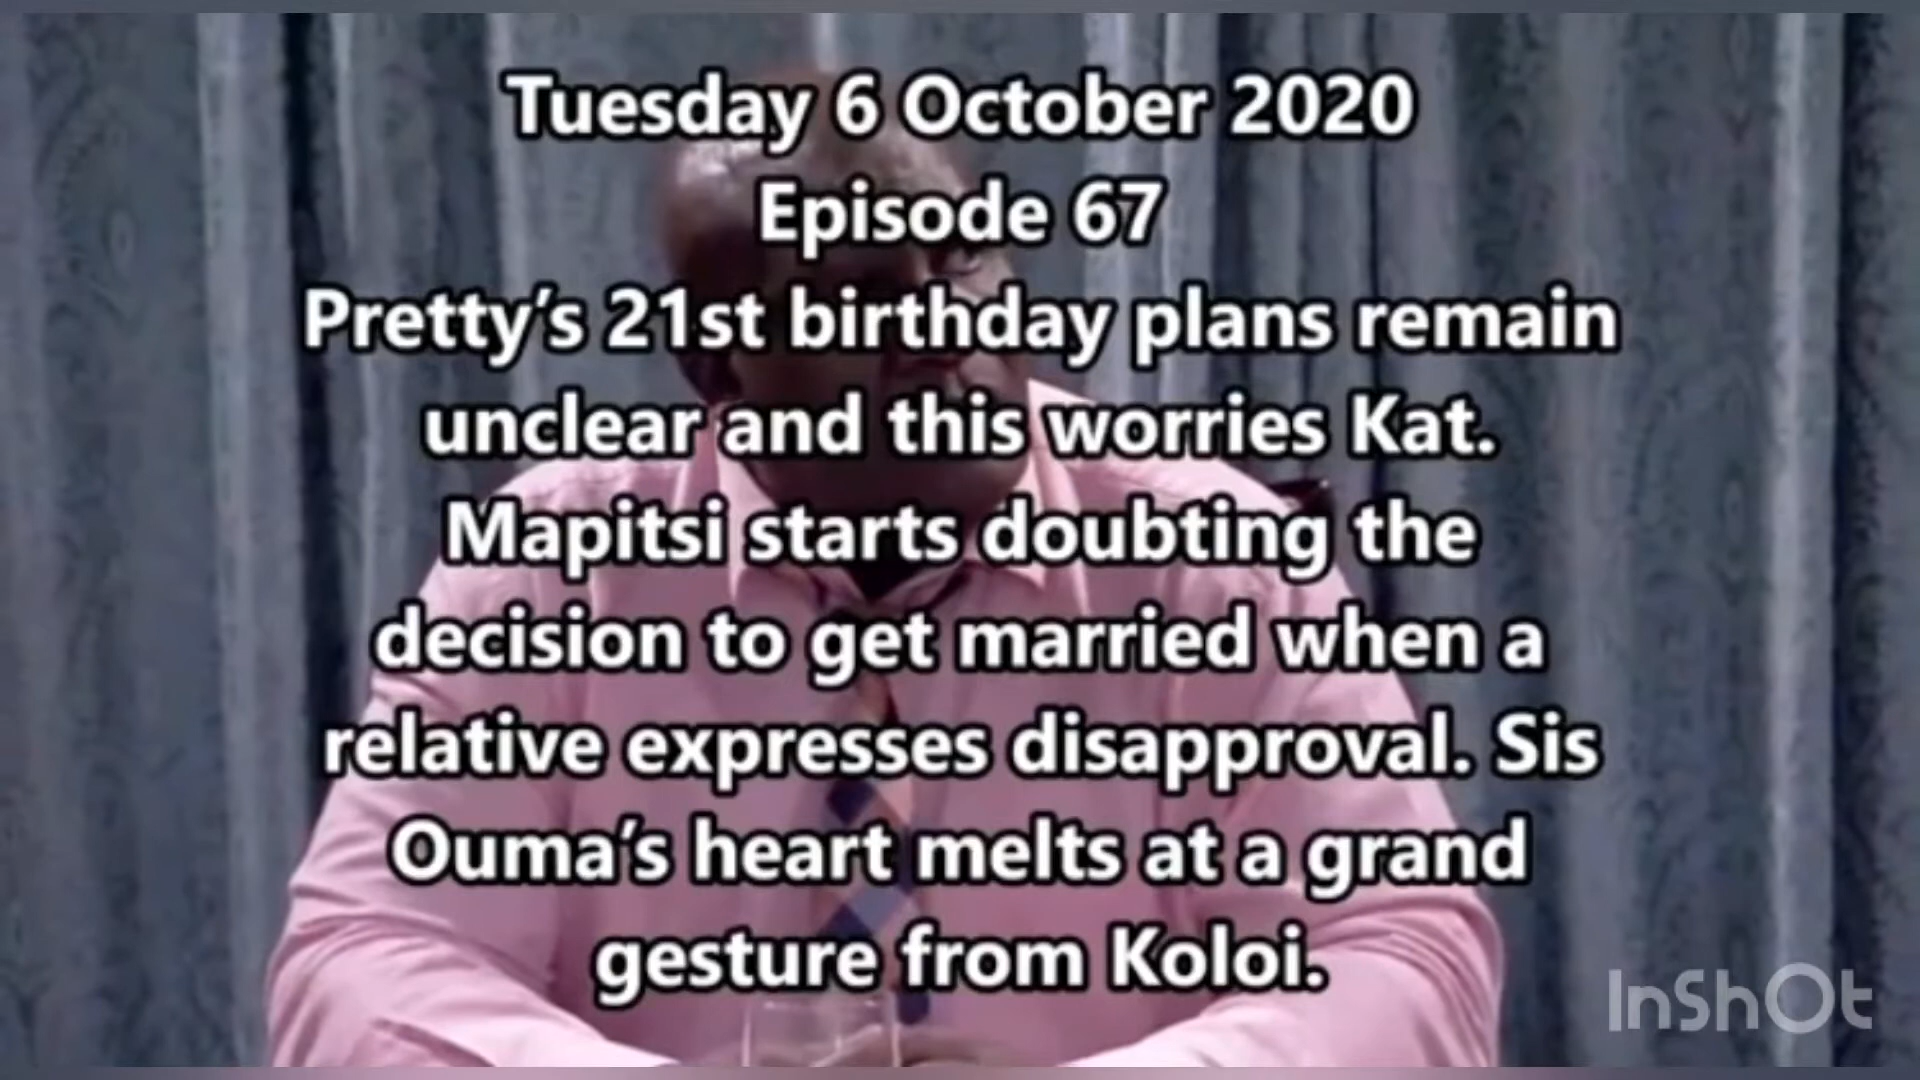 Tuesday 6 October 2020
Episode 67
Pretty’s 21st birthday plans remain
unclear and this worries Kat.
Mapitsi starts doubting the
decision to get married when a
relative expresses disapproval. Sis
Ouma’s heart melts at a grand
gesture from Koloi.
InShOt